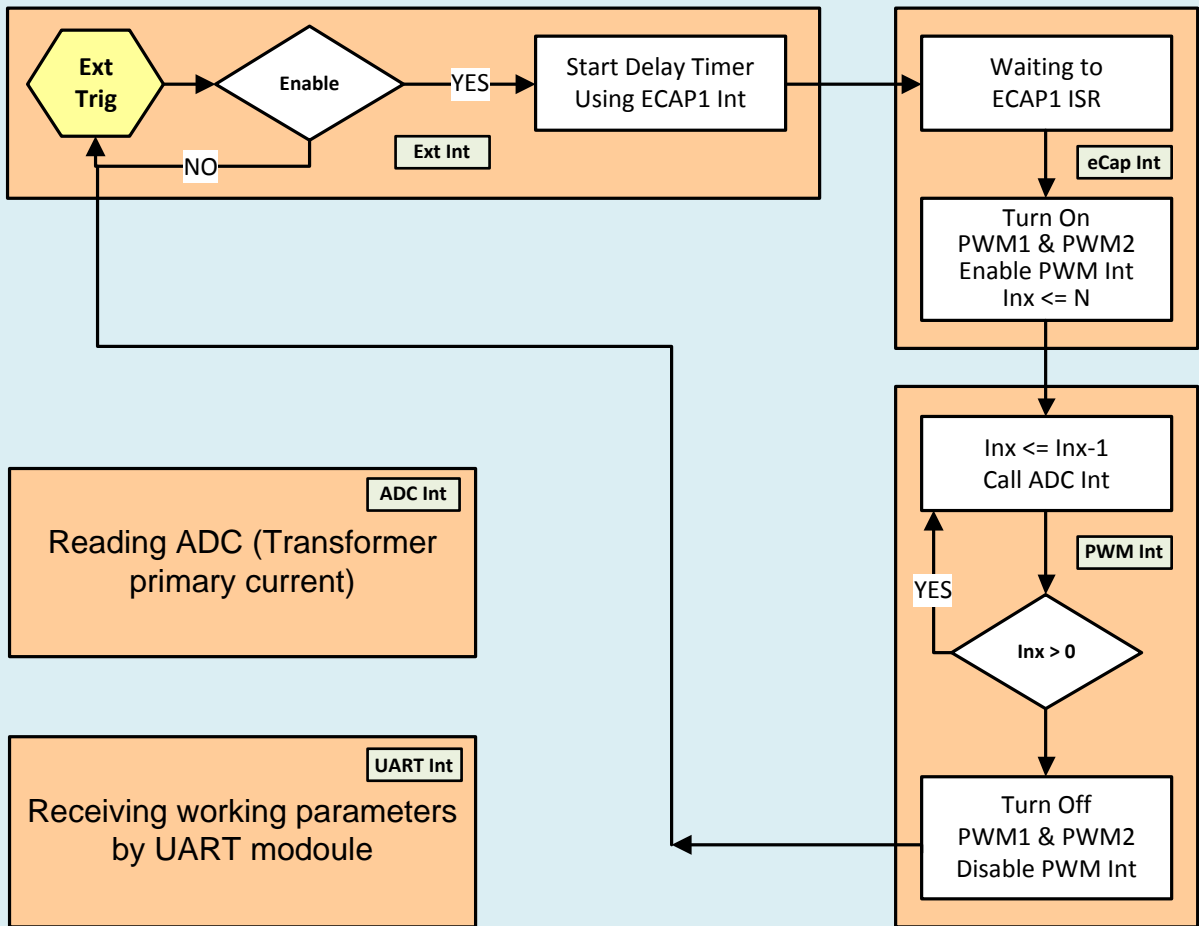 Ext
Trig
Enable
YES
Start Delay Timer
Using ECAP1 Int
NO
Ext Int
Waiting to
ECAP1 ISR
eCap Int
Turn On
PWM1 & PWM2
Enable PWM Int
Inx <= N
Inx <= Inx-1
Call ADC Int
PWM Int
YES
Inx > 0
Turn Off
PWM1 & PWM2
Disable PWM Int
ADC Int
Reading ADC (Transformer
primary current)
UART Int
Receiving working parameters
by UART modoule